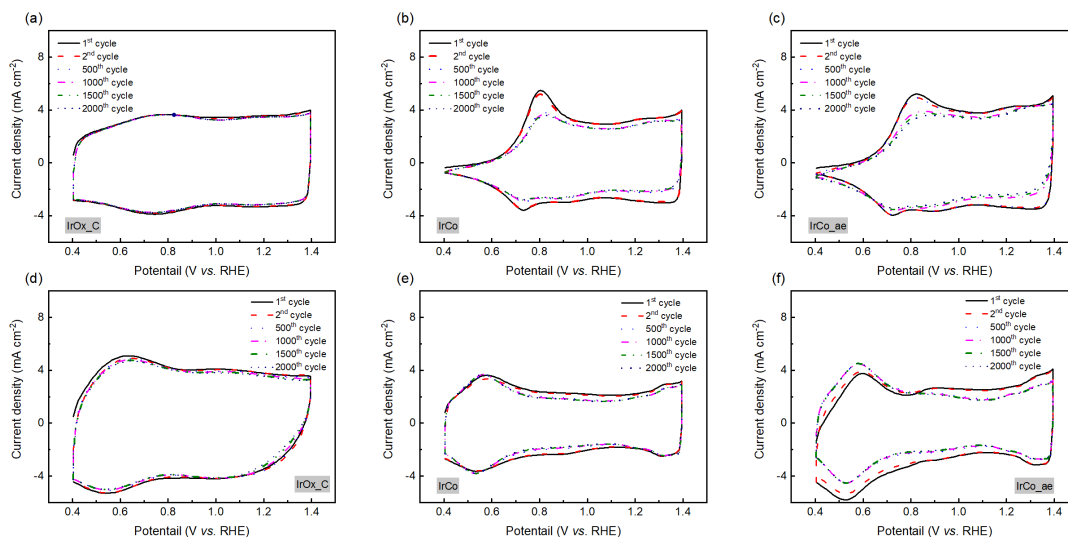 (a)
1st cycle
2nd cycle
500th cycle
1000th cycle
1500th cycle
2000th cycle
Current density (mA cm-2)
8
4
0
-4
IrOx_C
0.4 0.6 0.8 1.0 1.2 1.4
Potentail (V vs. RHE)
(b)
1st cycle
2nd cycle
500th cycle
1000th cycle
1500th cycle
2000th cycle
Current density (mA cm-2)
8
4
0
-4
IrCo
0.4 0.6 0.8 1.0 1.2 1.4
Potentail (V vs. RHE)
(c)
1st cycle
2nd cycle
500th cycle
1000th cycle
1500th cycle
2000th cycle
Current density (mA cm-2)
8
4
0
-4
IrCo_ae
0.4 0.6 0.8 1.0 1.2 1.4
Potentail (V vs. RHE)
(d)
1st cycle
2nd cycle
500th cycle
1000th cycle
1500th cycle
2000th cycle
Current density (mA cm-2)
8
4
0
-4
IrOx_C
0.4 0.6 0.8 1.0 1.2 1.4
Potentail (V vs. RHE)
(e)
1st cycle
2nd cycle
500th cycle
1000th cycle
1500th cycle
2000th cycle
Current density (mA cm-2)
8
4
0
-4
IrCo
0.4 0.6 0.8 1.0 1.2 1.4
Potentail (V vs. RHE)
(f)
1st cycle
2nd cycle
500th cycle
1000th cycle
1500th cycle
2000th cycle
Current density (mA cm-2)
8
4
0
-4
IrCo_ae
0.4 0.6 0.8 1.0 1.2 1.4
Potentail (V vs. RHE)